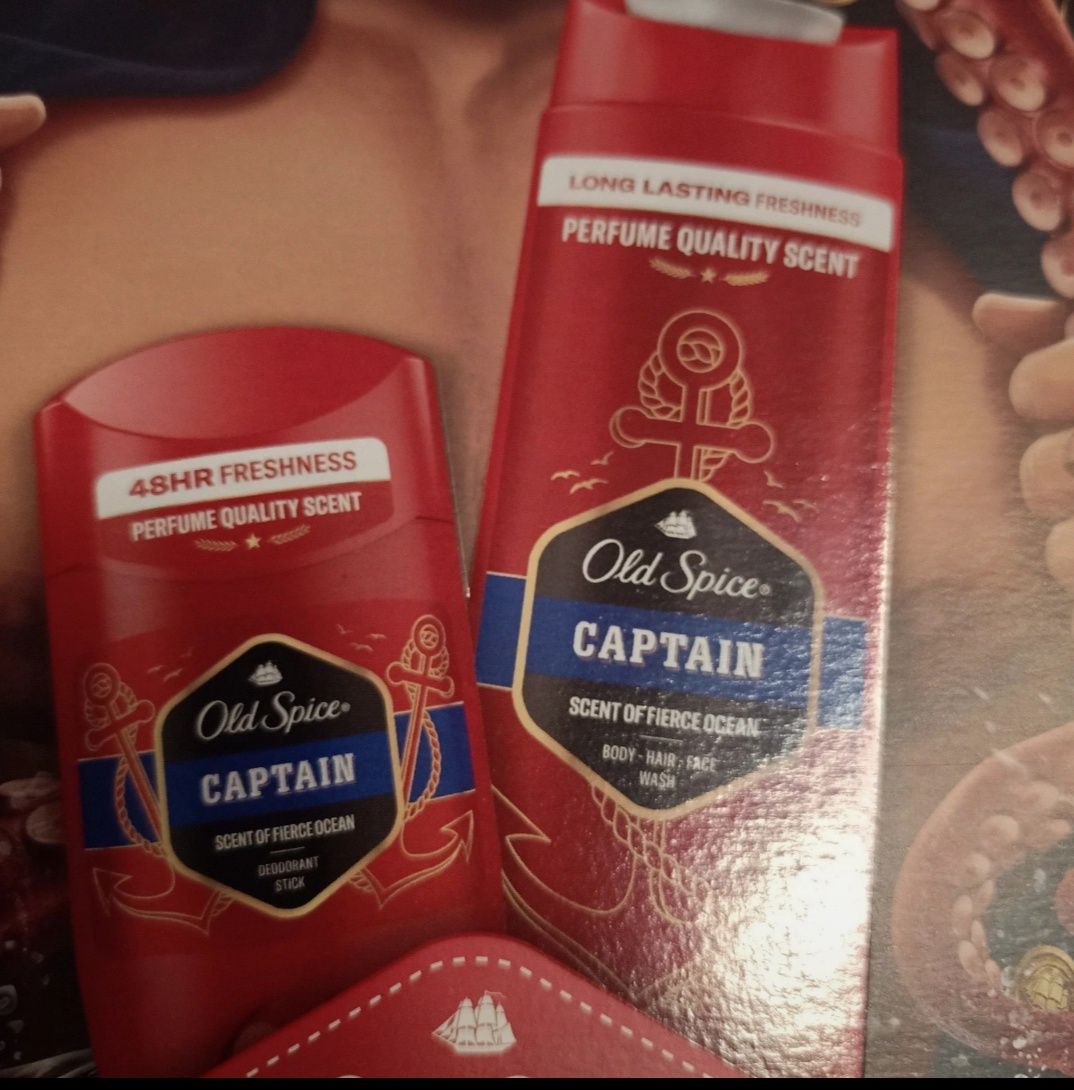 48HR FRESHNESS
PERFUME QUALITY SCENT
Old Spice®
CAPTAIN
SCENT OF FIERCE OCEAN
DEODORANT
STICK
LONG LASTING FRESHNESS
PERFUME QUALITY SCENT
Old Spice®
CAPTAIN
SCENT OF FIERCE OCEAN
BODY - HAIR - FACE
WASH